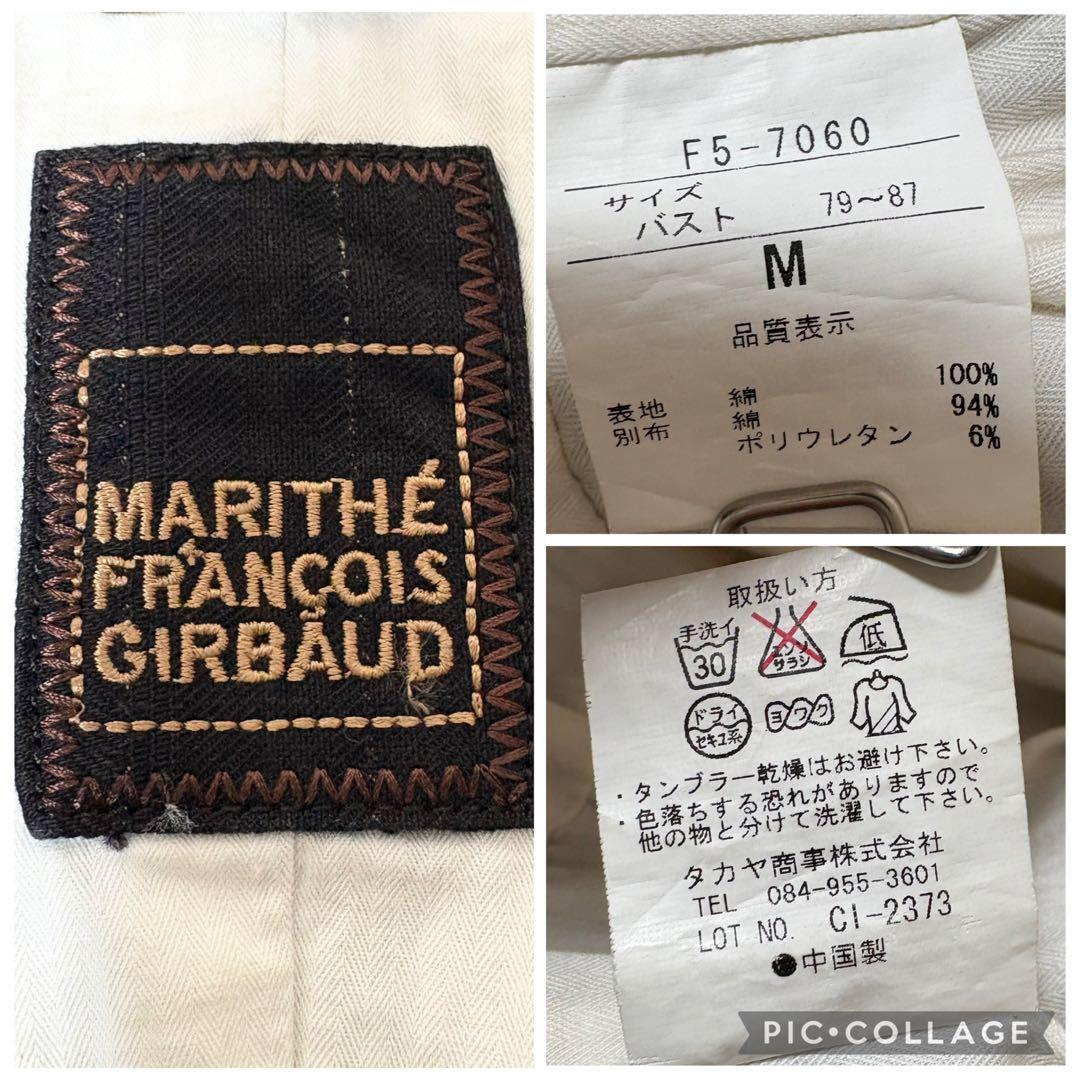 MARITHÉ
FRANÇOIS
GIRBAUD
F5-7060
サイズ
バスト 79〜87
M
品質表示
表地 綿 100%
別布 綿 94%
ポリウレタン 6%
取扱い方
手洗イ
30
エンソ
サラシ
低
ドライ
セキユ系
ヨワク
・タンブラー乾燥はお避け下さい。
・色落ちする恐れがありますので
他の物と分けて洗濯して下さい。
タカヤ商事株式会社
TEL 084-955-3601
LOT NO. CI-2373
●中国製
PIC•COLLAGE